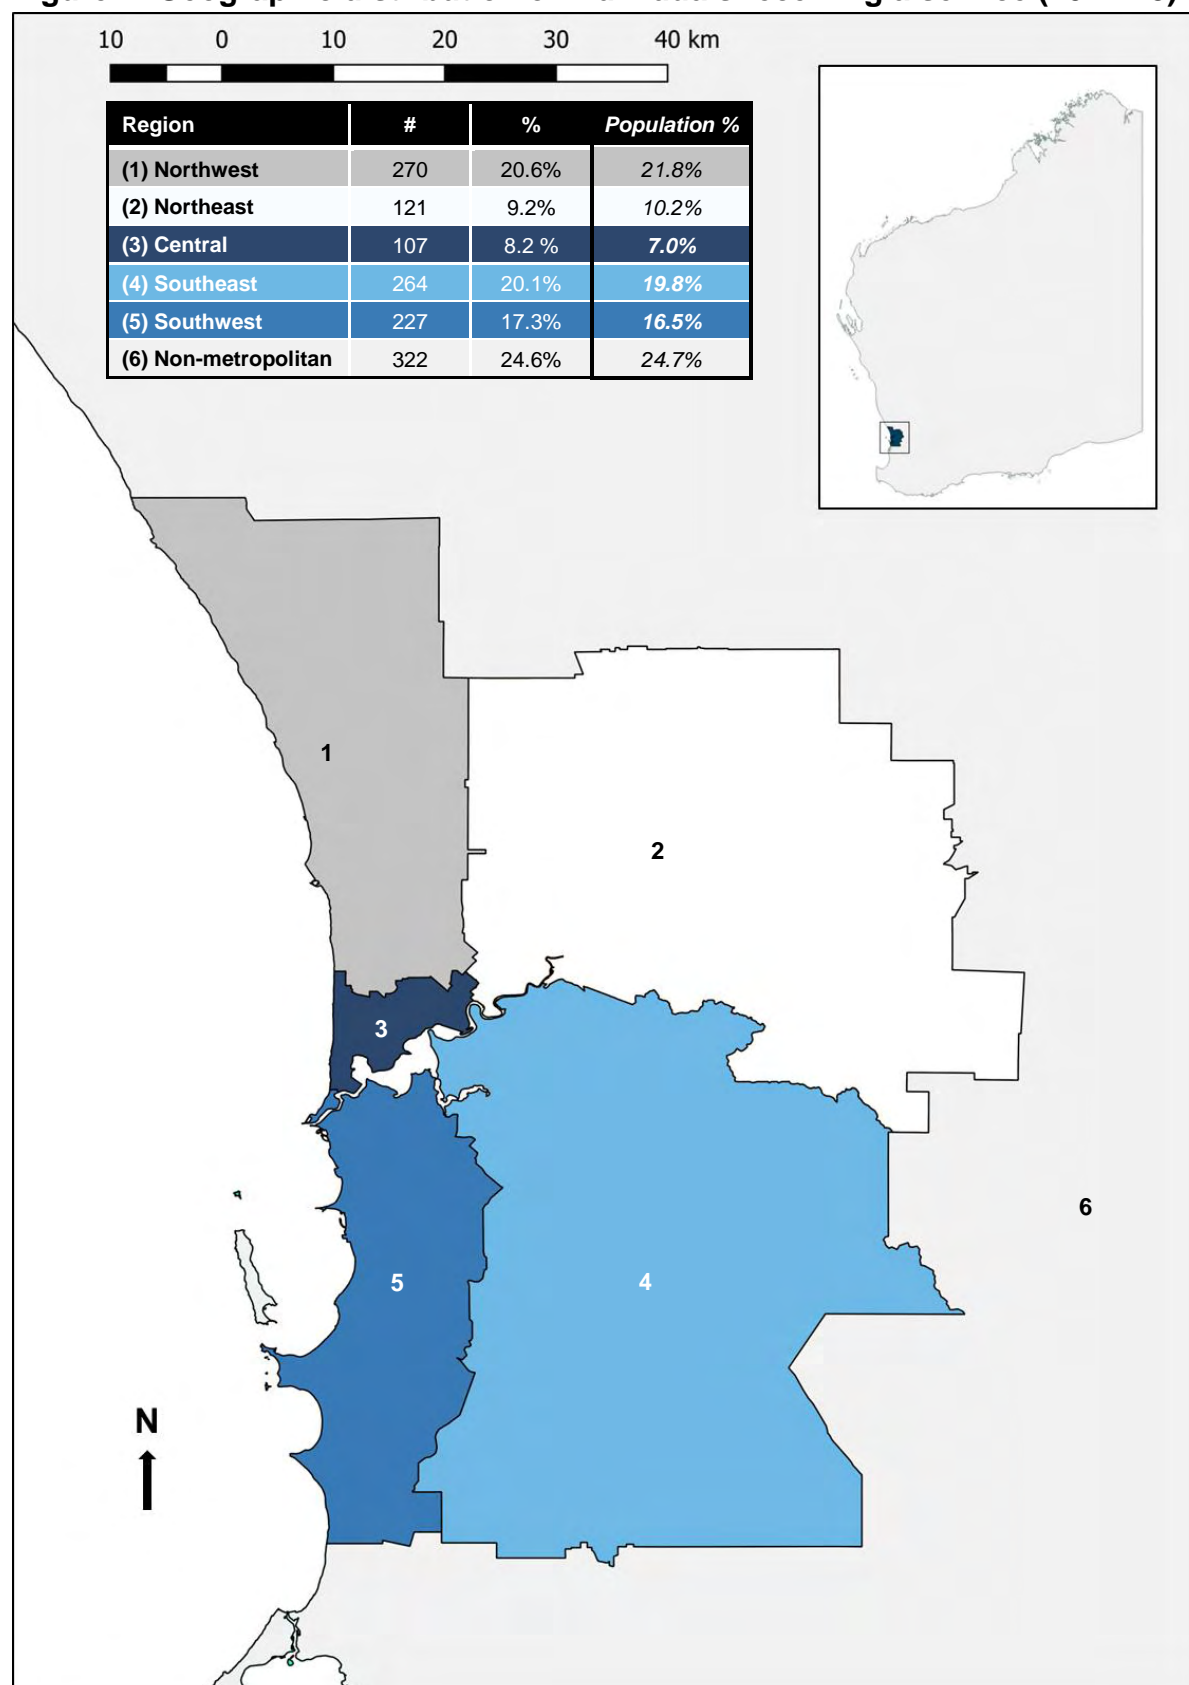 10 0 10 20 30 40 km
Region # % Population %
(1) Northwest 270 20.6% 21.8%
(2) Northeast 121 9.2% 10.2%
(3) Central 107 8.2 % 7.0%
(4) Southeast 264 20.1% 19.8%
(5) Southwest 227 17.3% 16.5%
(6) Non-metropolitan 322 24.6% 24.7%
1
2
3
6
5
4
N